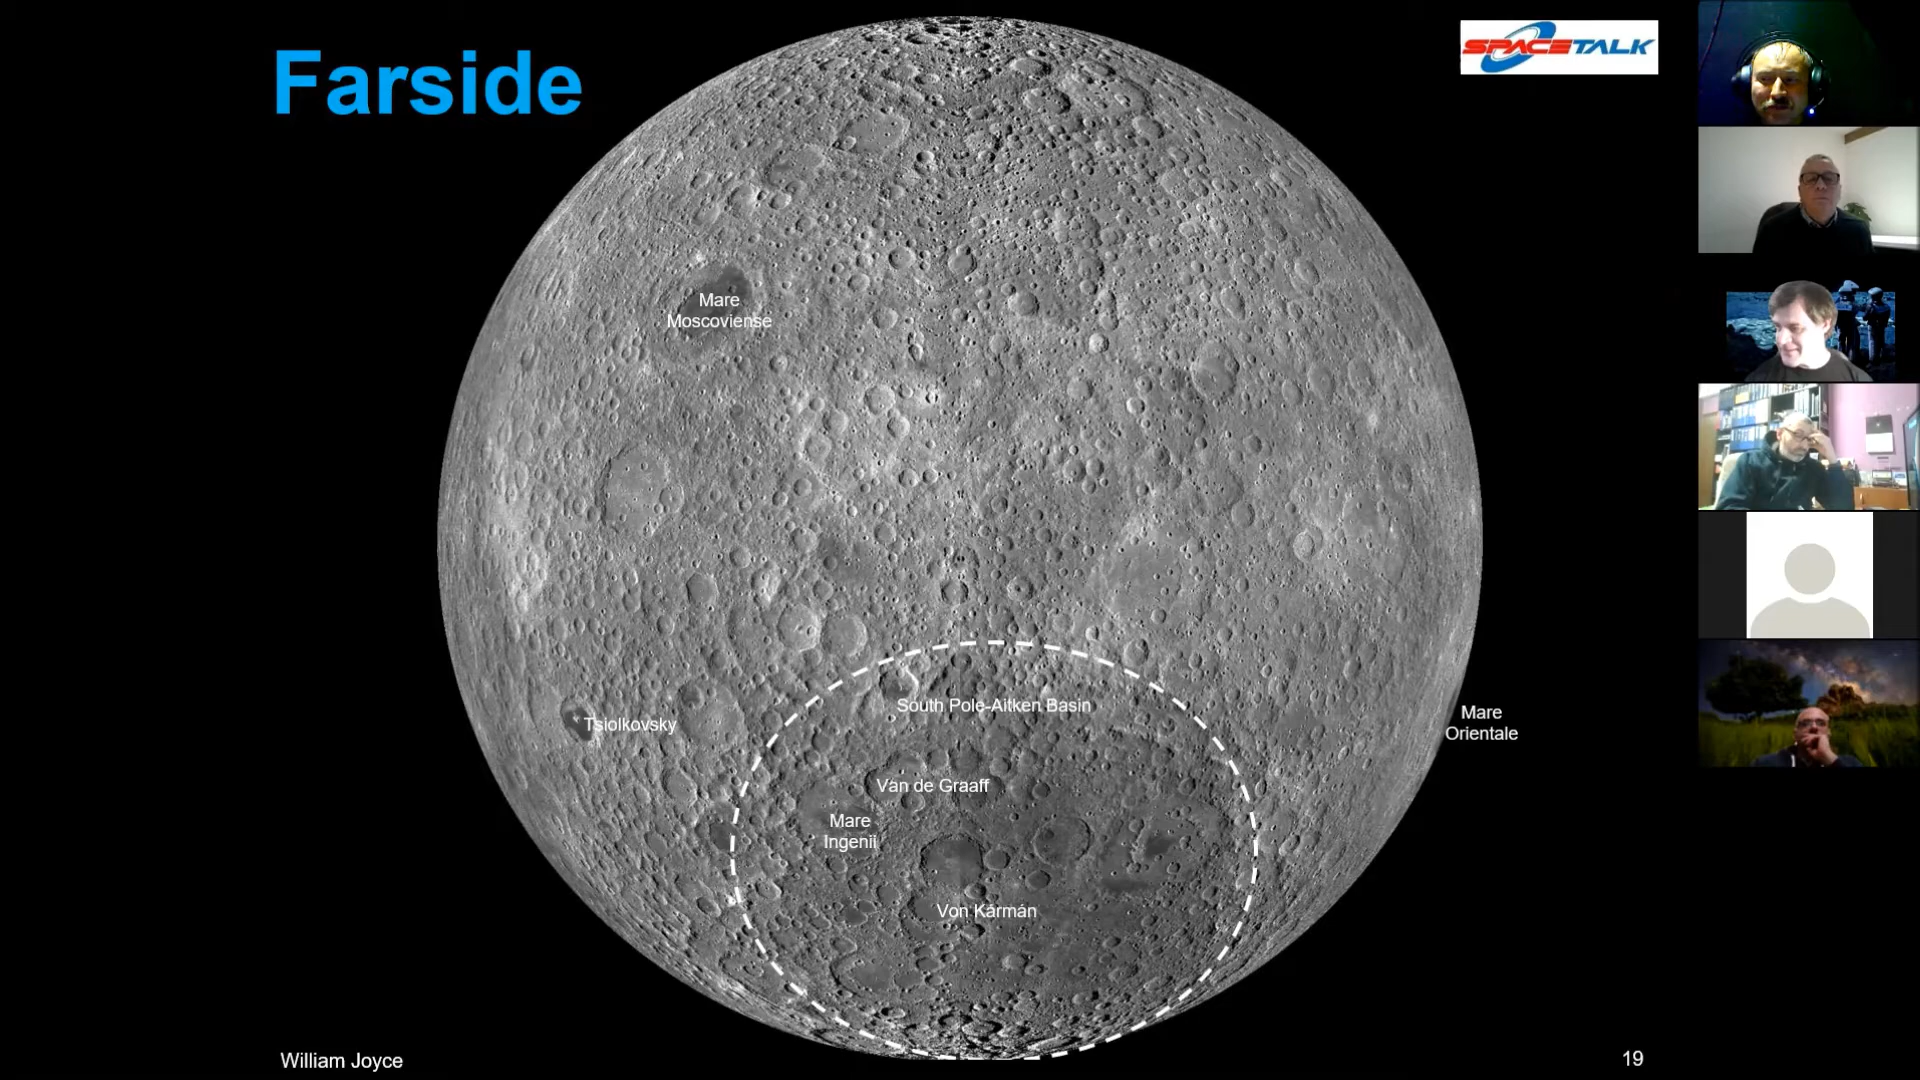 Farside
SPACETALK
Mare
Moscoviense
South Pole-Aitken Basin
Tsiolkovsky
Mare
Orientale
Van de Graaff
Mare
Ingenii
Von Kármán
William Joyce
19